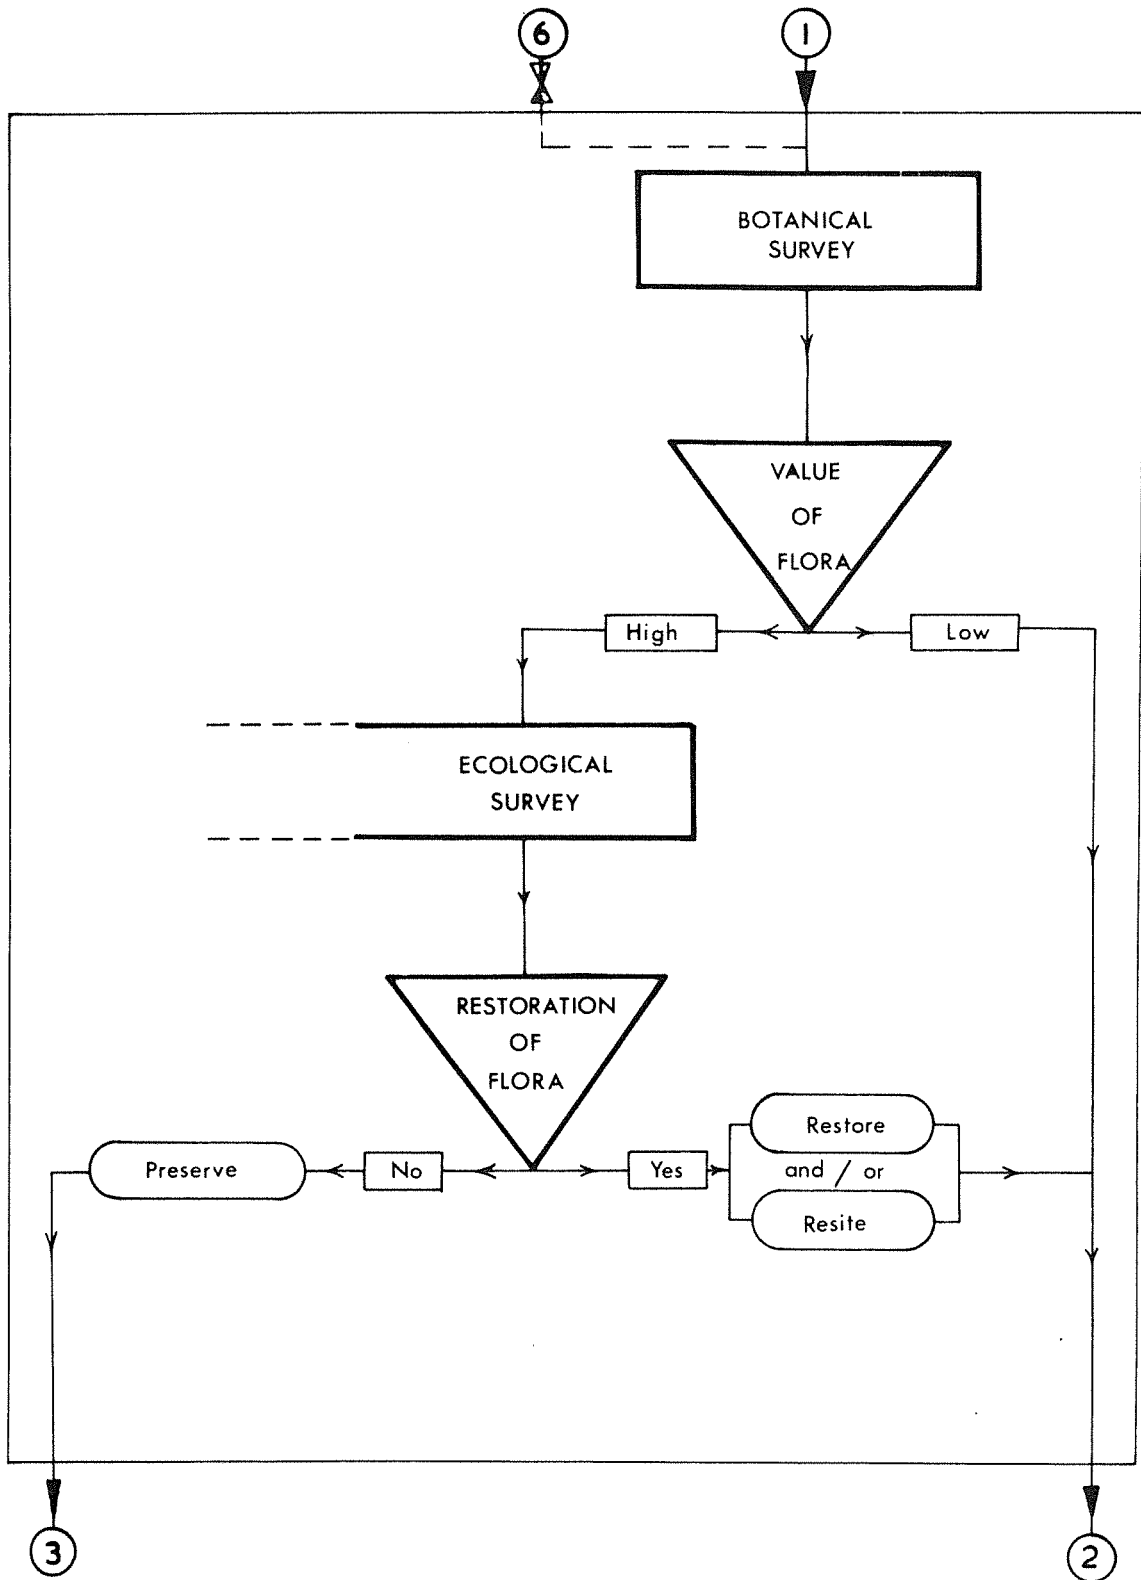 6
1
BOTANICAL
SURVEY
VALUE
OF
FLORA
High
Low
ECOLOGICAL
SURVEY
RESTORATION
OF
FLORA
Preserve
No
Yes
Restore
and / or
Resite
3
2